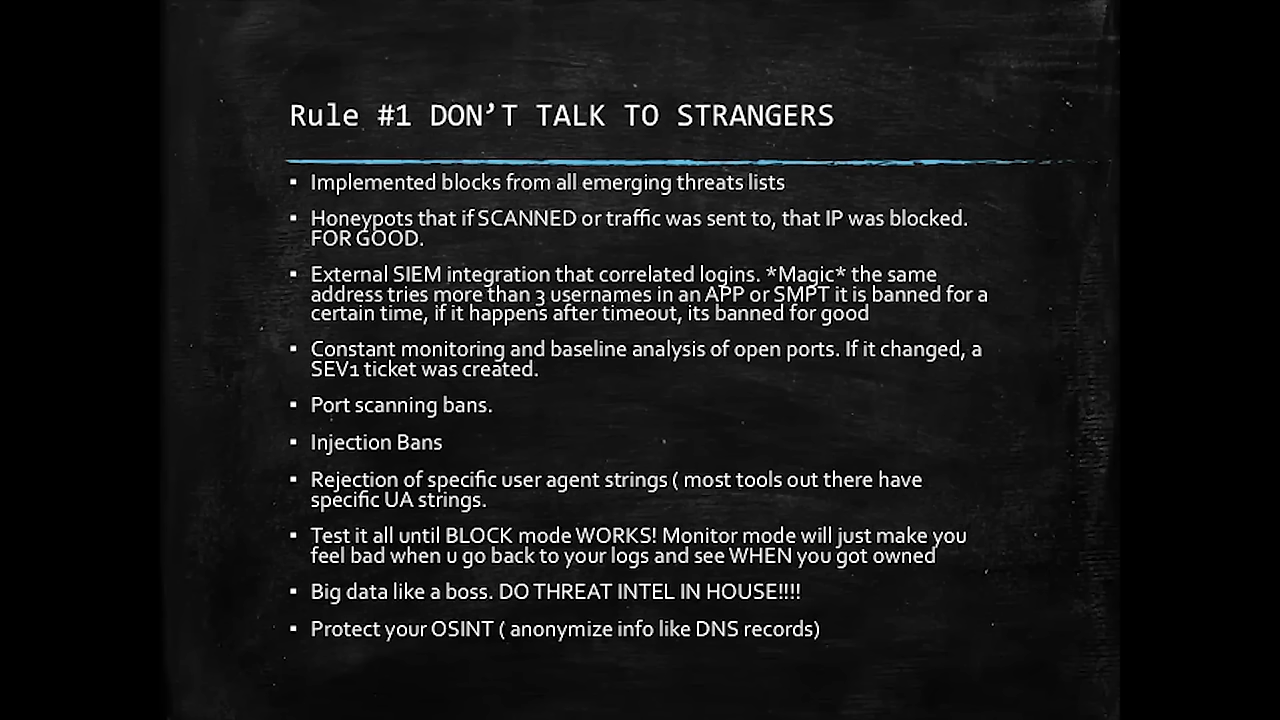 Rule #1 DON’T TALK TO STRANGERS
▪ Implemented blocks from all emerging threats lists
▪ Honeypots that if SCANNED or traffic was sent to, that IP was blocked.
FOR GOOD.
▪ External SIEM integration that correlated logins. *Magic* the same
address tries more than 3 usernames in an APP or SMPT it is banned for a
certain time, if it happens after timeout, its banned for good
▪ Constant monitoring and baseline analysis of open ports. If it changed, a
SEV1 ticket was created.
▪ Port scanning bans.
▪ Injection Bans
▪ Rejection of specific user agent strings ( most tools out there have
specific UA strings.
▪ Test it all until BLOCK mode WORKS! Monitor mode will just make you
feel bad when u go back to your logs and see WHEN you got owned
▪ Big data like a boss. DO THREAT INTEL IN HOUSE!!!!
▪ Protect your OSINT ( anonymize info like DNS records)